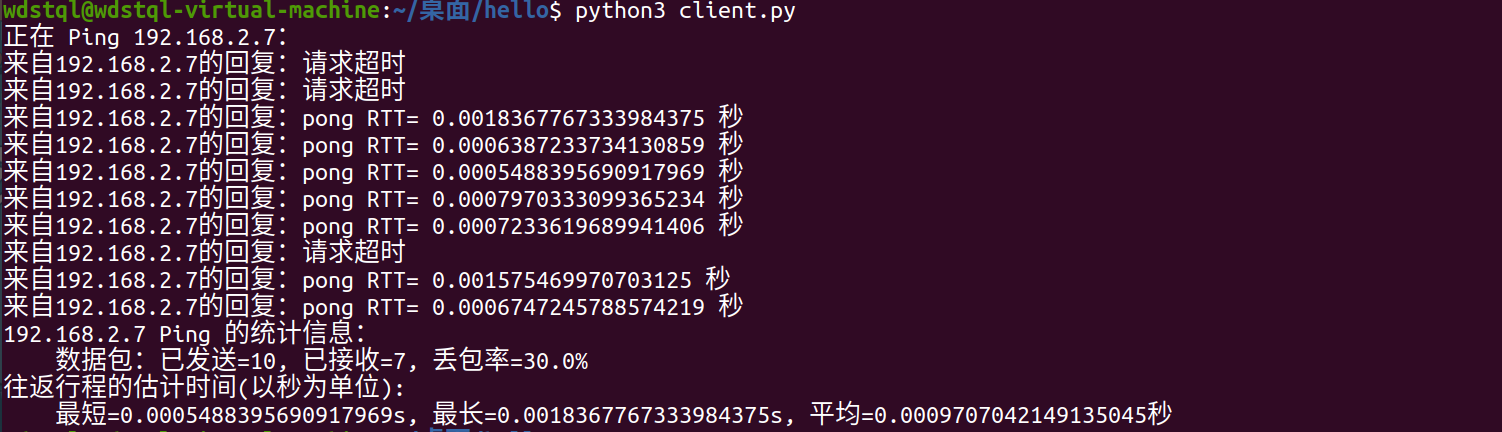 wdstql@wdstql-virtual-machine:~/桌面/hello$ python3 client.py
正在 Ping 192.168.2.7：
来自192.168.2.7的回复：请求超时
来自192.168.2.7的回复：请求超时
来自192.168.2.7的回复：pong RTT= 0.0018367767333984375 秒
来自192.168.2.7的回复：pong RTT= 0.0006387233734130859 秒
来自192.168.2.7的回复：pong RTT= 0.0005488395690917969 秒
来自192.168.2.7的回复：pong RTT= 0.0007970333099365234 秒
来自192.168.2.7的回复：pong RTT= 0.0007233619689941406 秒
来自192.168.2.7的回复：请求超时
来自192.168.2.7的回复：pong RTT= 0.001575469970703125 秒
来自192.168.2.7的回复：pong RTT= 0.0006747245788574219 秒
192.168.2.7 Ping 的统计信息：
数据包：已发送=10，已接收=7，丢包率=30.0%
往返行程的估计时间(以秒为单位)：
最短=0.0005488395690917969s，最长=0.0018367767333984375s，平均=0.0009707042149135045秒